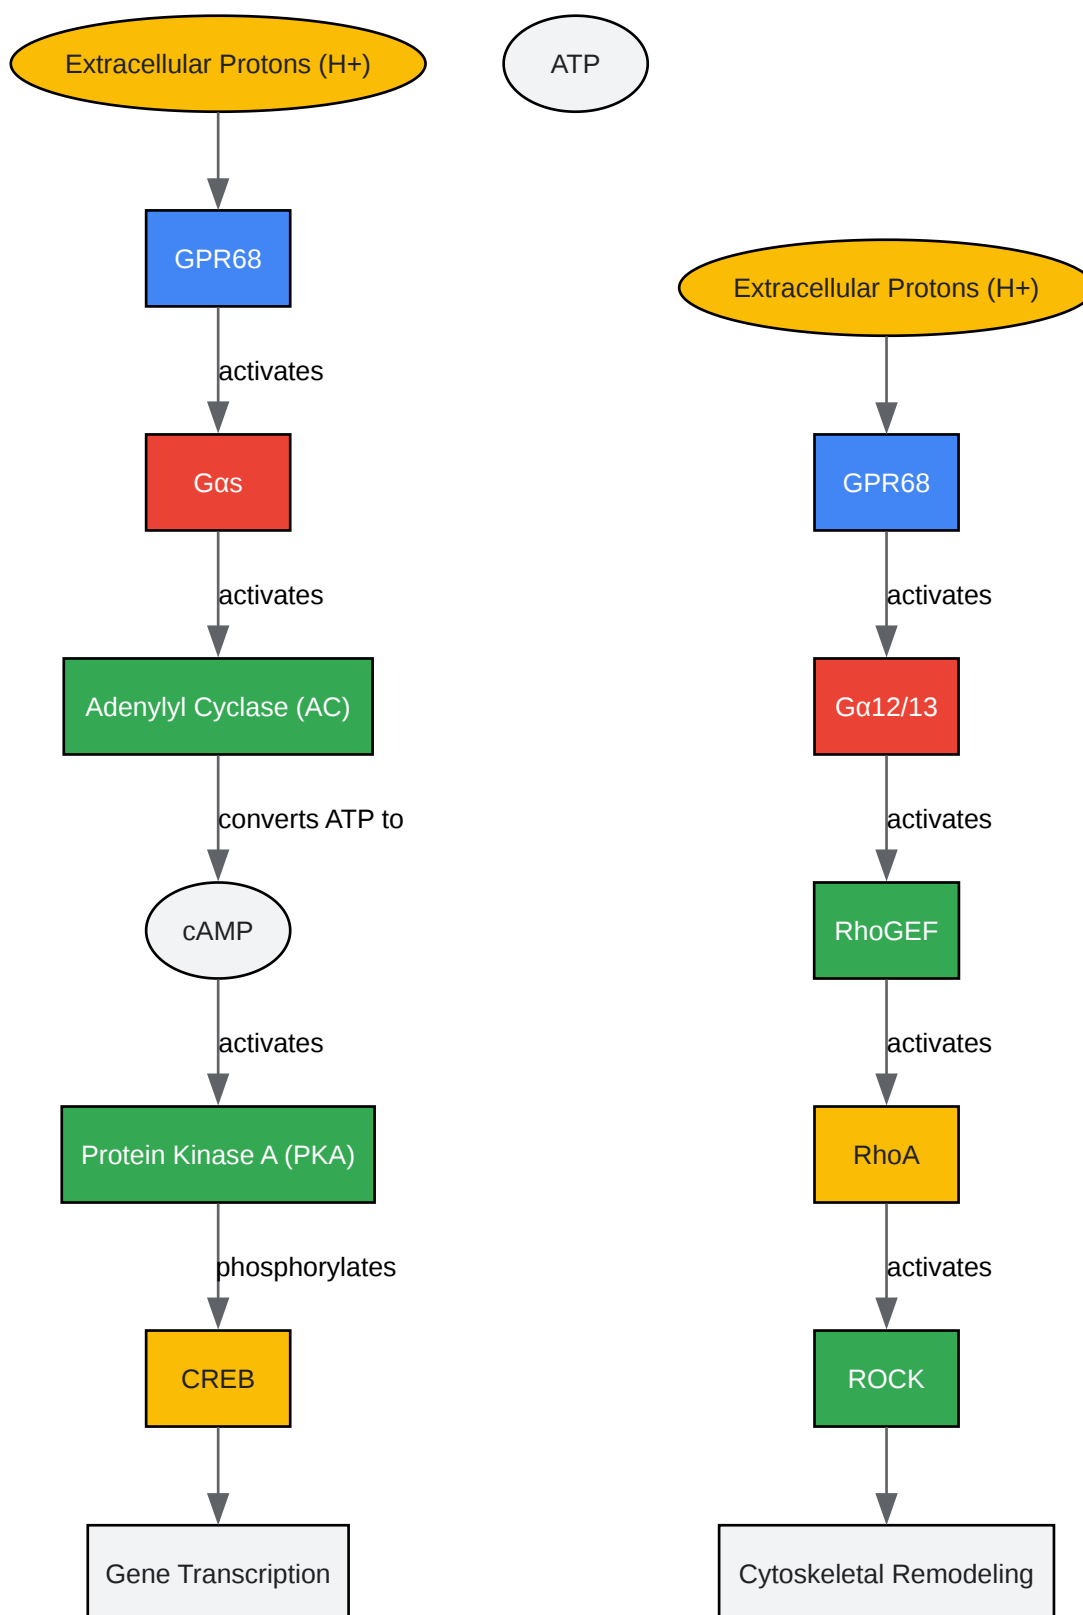 Extracellular Protons (H+)
ATP
GPR68
activates
Gαs
activates
Adenylyl Cyclase (AC)
converts ATP to
cAMP
activates
Protein Kinase A (PKA)
phosphorylates
CREB
Gene Transcription
Extracellular Protons (H+)
GPR68
activates
Gα12/13
activates
RhoGEF
activates
RhoA
activates
ROCK
Cytoskeletal Remodeling